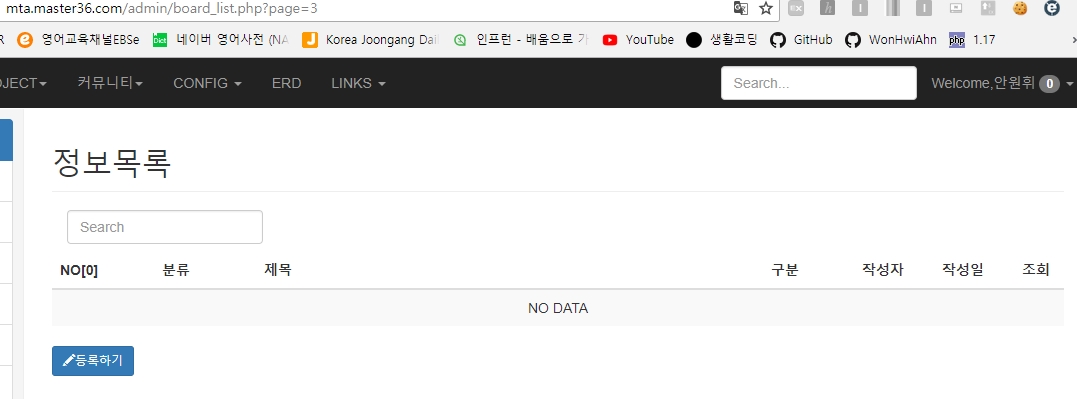 mta.master36.com/admin/board_list.php?page=3
R 영어교육채널EBSe Dict 네이버 영어사전 (NA Korea Joongang Dail 인프런 - 배움으로 가 YouTube 생활코딩 GitHub WonHwiAhn php 1.17
OJECT 커뮤니티 CONFIG ERD LINKS Search... Welcome,안원휘 0
정보목록
Search
NO[0] 분류 제목 구분 작성자 작성일 조회
NO DATA
등록하기